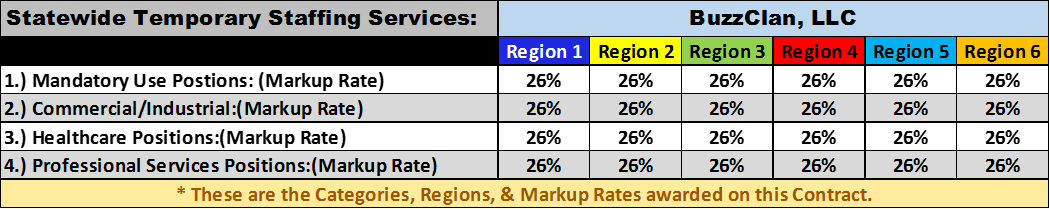 Statewide Temporary Staffing Services: BuzzClan, LLC
Region 1 Region 2 Region 3 Region 4 Region 5 Region 6
1.) Mandatory Use Postions: (Markup Rate) 26% 26% 26% 26% 26% 26%
2.) Commercial/Industrial:(Markup Rate) 26% 26% 26% 26% 26% 26%
3.) Healthcare Positions:(Markup Rate) 26% 26% 26% 26% 26% 26%
4.) Professional Services Positions:(Markup Rate) 26% 26% 26% 26% 26% 26%
* These are the Categories, Regions, & Markup Rates awarded on this Contract.